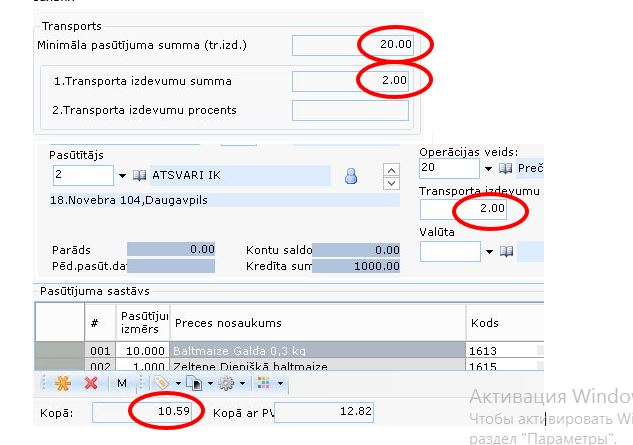 Transports
Minimāla pasūtījuma summa (tr.izd.) 20.00
1.Transporta izdevumu summa 2.00
2.Transporta izdevumu procents
Pasūtītājs
2 ATSVARI IK
18.Novebra 104,Daugavpils
Operācijas veids:
20 Preč
Transporta izdevumu
2.00
Valūta
Parāds 0.00 Kontu saldo 0.00
Pēd.pasūt.da Kredīta sum 1000.00
Pasūtījuma sastāvs
# Pasūtījuı izmērs Preces nosaukums Kods
001 10.000 Baltmaize Galda 0,3 kg 1613
002 1.000 Zeltene Dienišķā baltmaize 1615
M
Kopā: 10.59 Kopā ar PV 12.82
Активация Windov
Чтобы активировать Wi
раздел "Параметры".